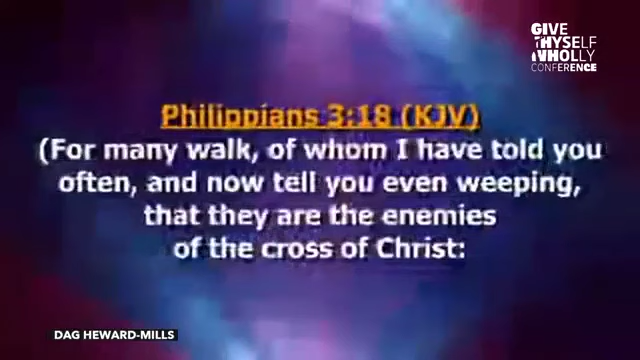 GIVE
THYSELF
WHOLLY
CONFERENCE
Philippians 3:18 (KJV)
(For many walk, of whom I have told you
often, and now tell you even weeping,
that they are the enemies
of the cross of Christ:
DAG HEWARD-MILLS